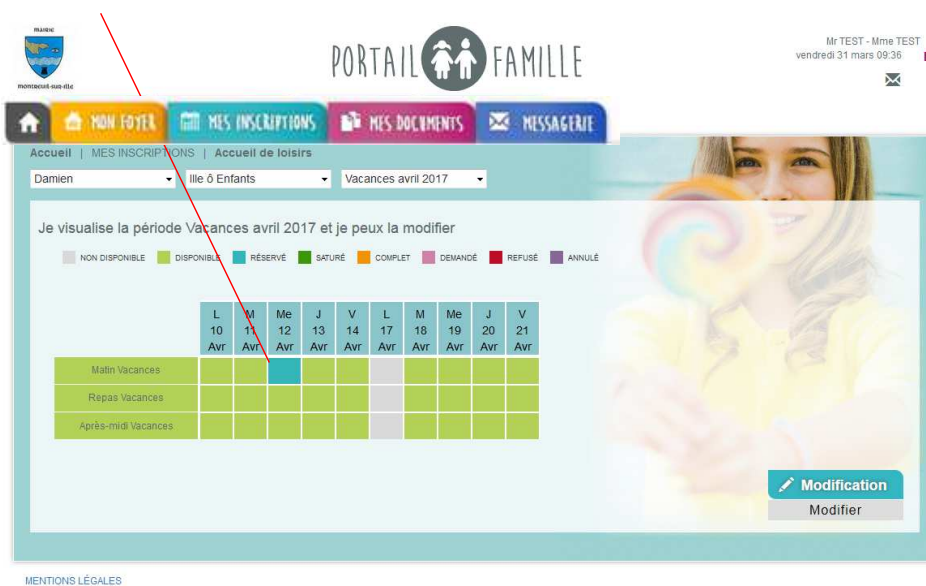 MAIRIE
montreuil-sur-ille
PORTAIL FAMILLE
Mr TEST - Mme TEST
vendredi 31 mars 09:36
MON FOYER MES INSCRIPTIONS MES DOCUMENTS MESSAGERIE
Accueil | MES INSCRIPTIONS | Accueil de loisirs
Damien Ille ô Enfants Vacances avril 2017
Je visualise la période Vacances avril 2017 et je peux la modifier
NON DISPONIBLE DISPONIBLE RÉSERVÉ SATURÉ COMPLET DEMANDÉ REFUSÉ ANNULÉ
L M Me J V L M Me J V
10 11 12 13 14 17 18 19 20 21
Avr Avr Avr Avr Avr Avr Avr Avr Avr Avr
Matin Vacances
Repas Vacances
Après-midi Vacances
Modification
Modifier
MENTIONS LÉGALES